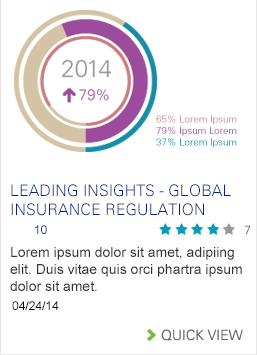 2014
79%
65% Lorem Ipsum
79% Ipsum Lorem
37% Lorem Ipsum
LEADING INSIGHTS - GLOBAL
INSURANCE REGULATION
10 7
Lorem ipsum dolor sit amet, adipiing
elit. Duis vitae quis orci phartra ipsum
dolor sit amet.
04/24/14
QUICK VIEW